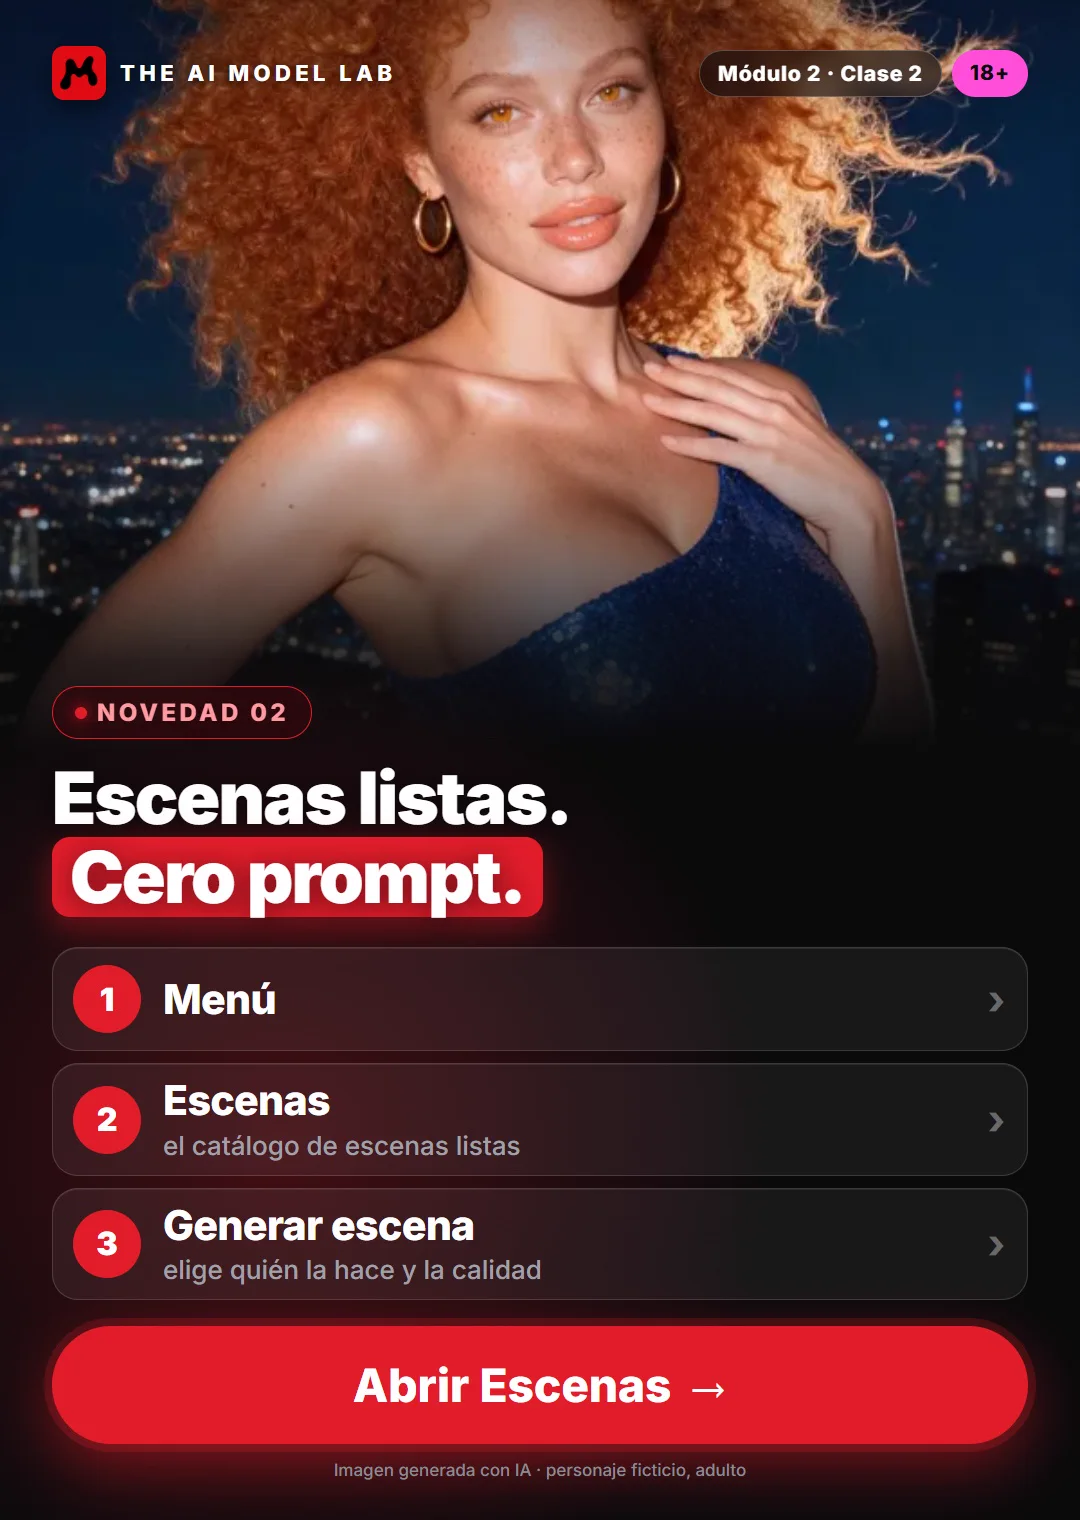 THE AI MODEL LAB
Módulo 2 · Clase 2
18+
NOVEDAD 02
Escenas listas.
Cero prompt.
1
Menú
›
2
Escenas
el catálogo de escenas listas
›
3
Generar escena
elige quién la hace y la calidad
›
Abrir Escenas →
Imagen generada con IA · personaje ficticio, adulto